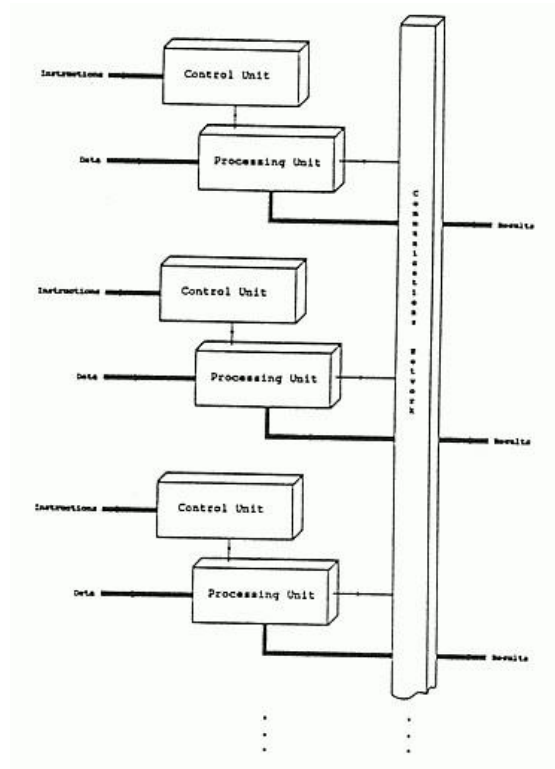 Instructions
Control Unit
Data
Processing Unit
Communications Network
Results
Instructions
Control Unit
Data
Processing Unit
Results
Instructions
Control Unit
Data
Processing Unit
Results